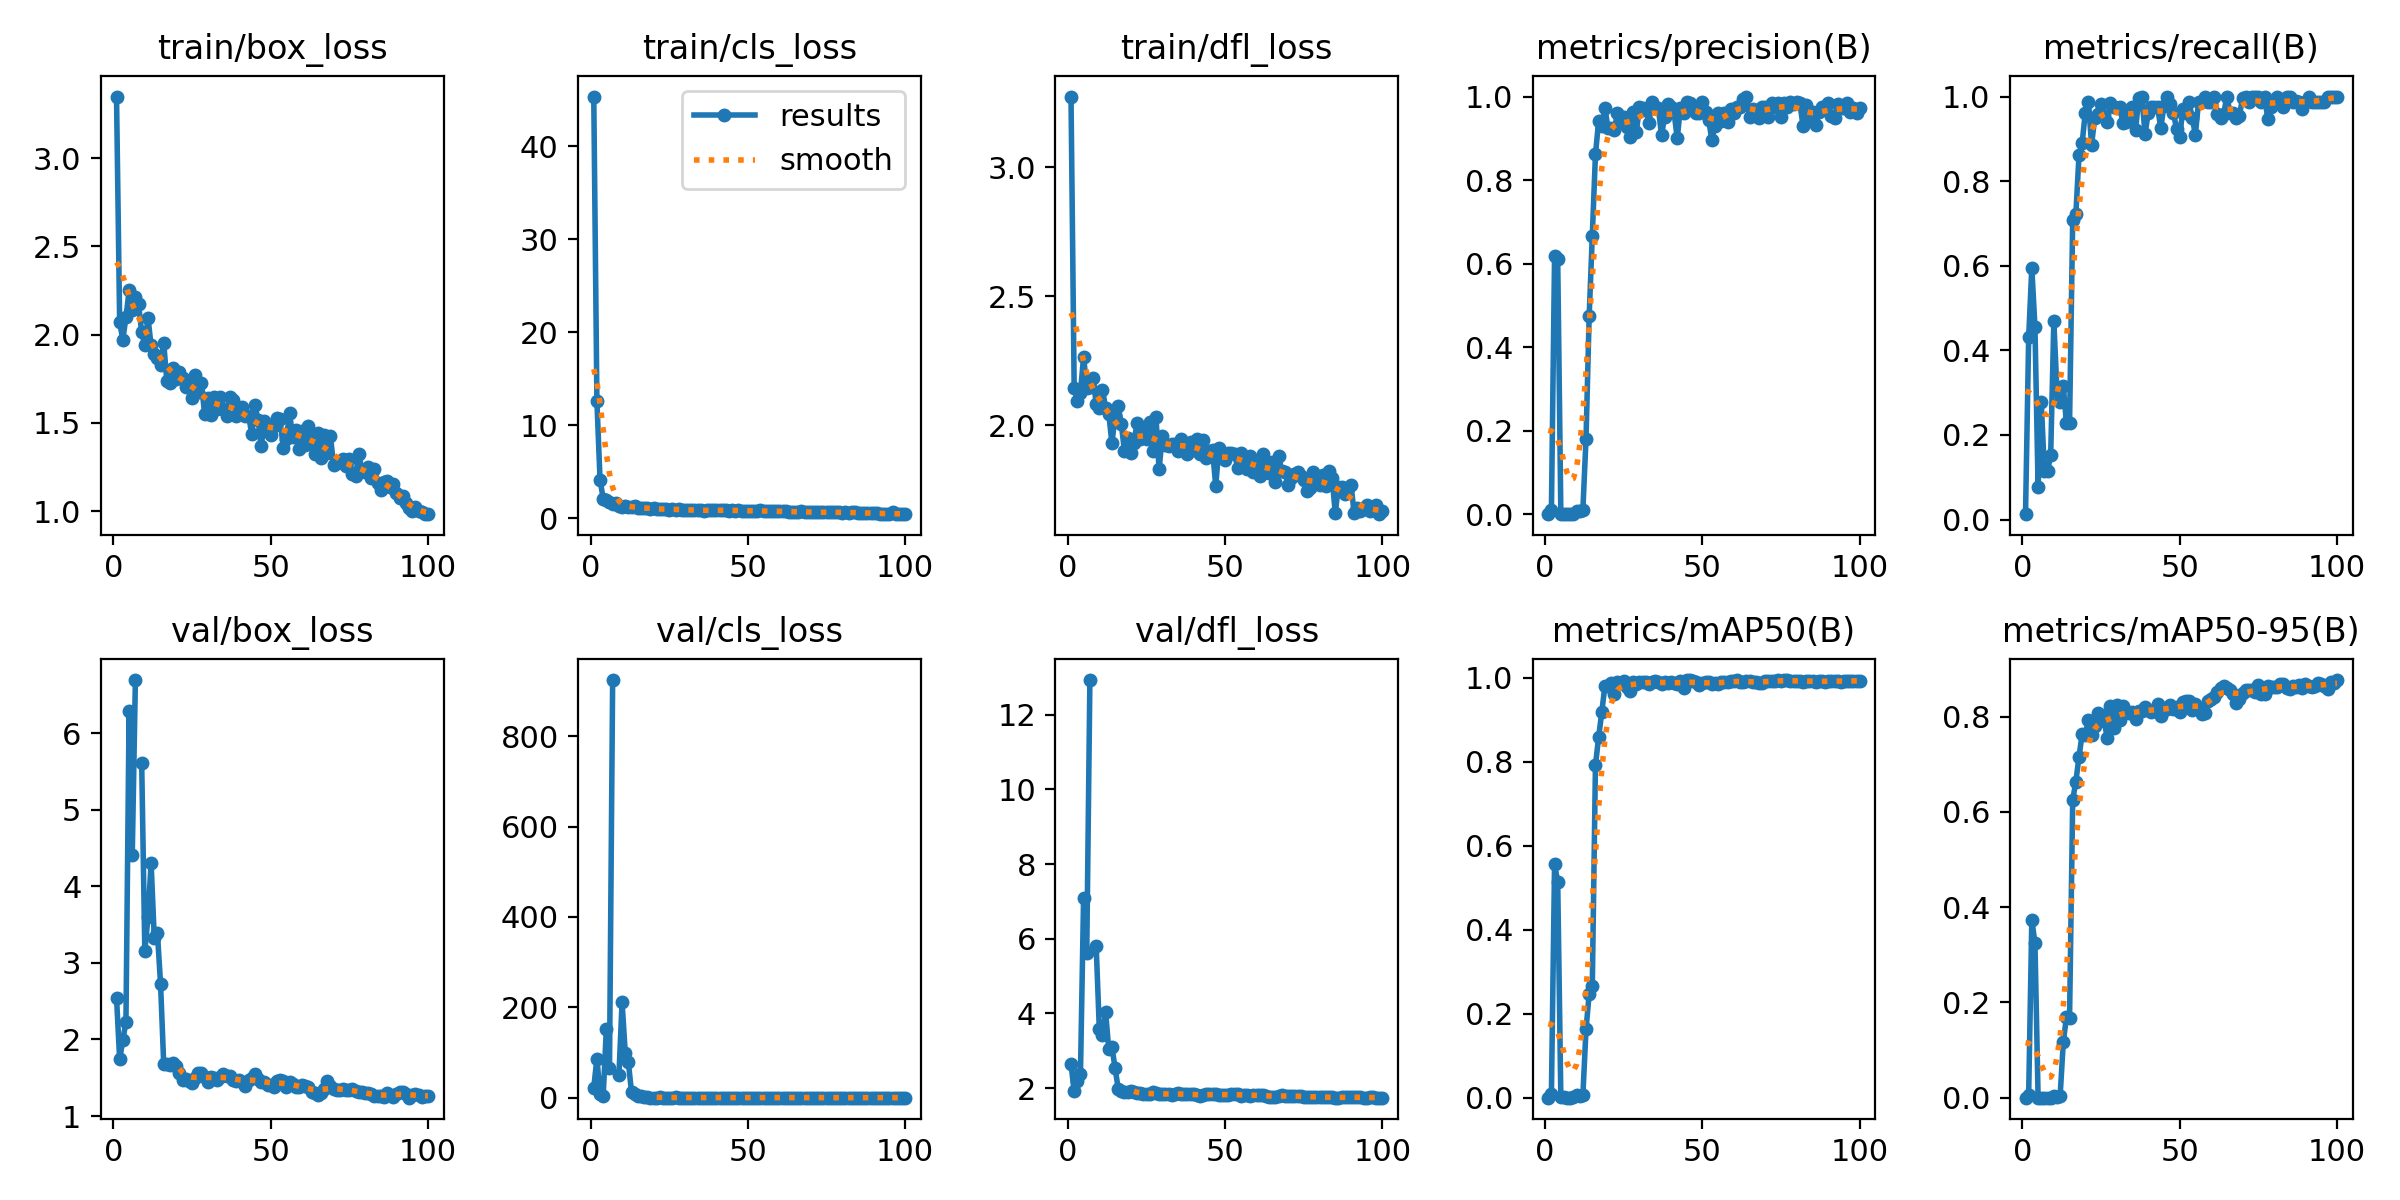 train/box_loss
3.0
2.5
2.0
1.5
1.0
0 50 100
train/cls_loss
results
smooth
40
30
20
10
0
0 50 100
train/dfl_loss
3.0
2.5
2.0
0 50 100
metrics/precision(B)
1.0
0.8
0.6
0.4
0.2
0.0
0 50 100
metrics/recall(B)
1.0
0.8
0.6
0.4
0.2
0.0
0 50 100
val/box_loss
6
5
4
3
2
1
0 50 100
val/cls_loss
800
600
400
200
0
0 50 100
val/dfl_loss
12
10
8
6
4
2
0 50 100
metrics/mAP50(B)
1.0
0.8
0.6
0.4
0.2
0.0
0 50 100
metrics/mAP50-95(B)
0.8
0.6
0.4
0.2
0.0
0 50 100